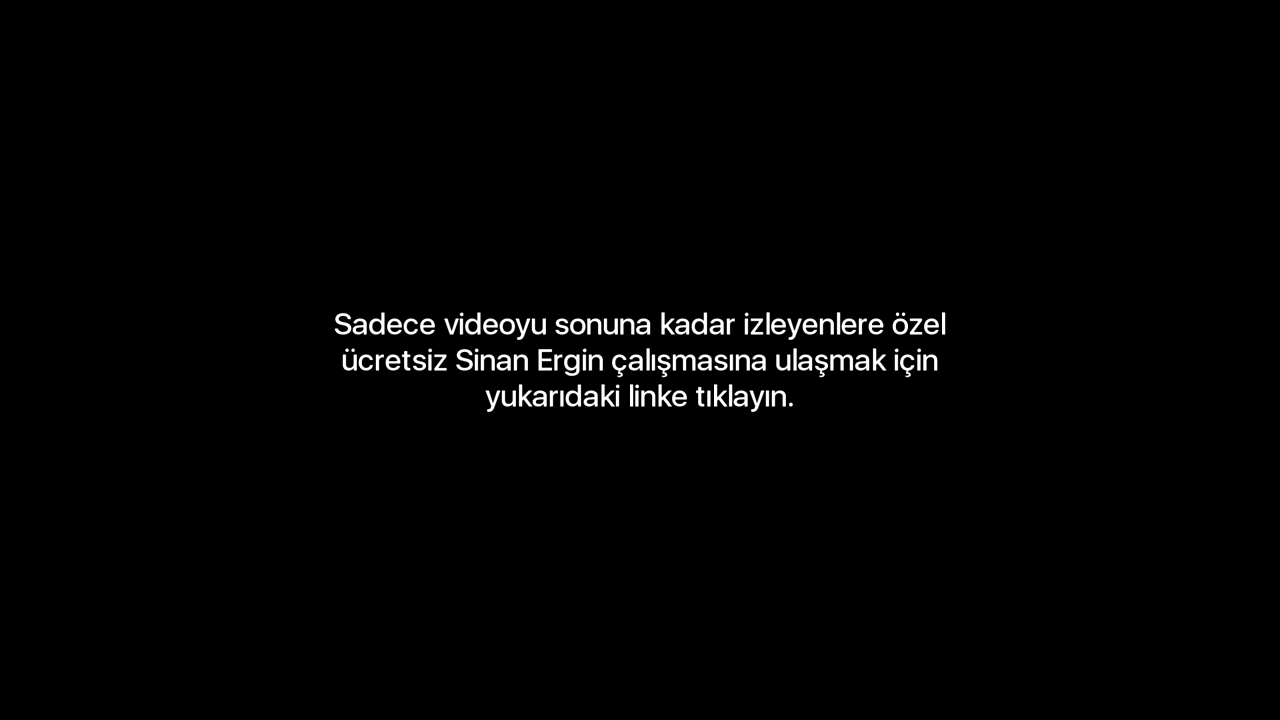 Sadece videoyu sonuna kadar izleyenlere özel
ücretsiz Sinan Ergin çalışmasına ulaşmak için
yukarıdaki linke tıklayın.